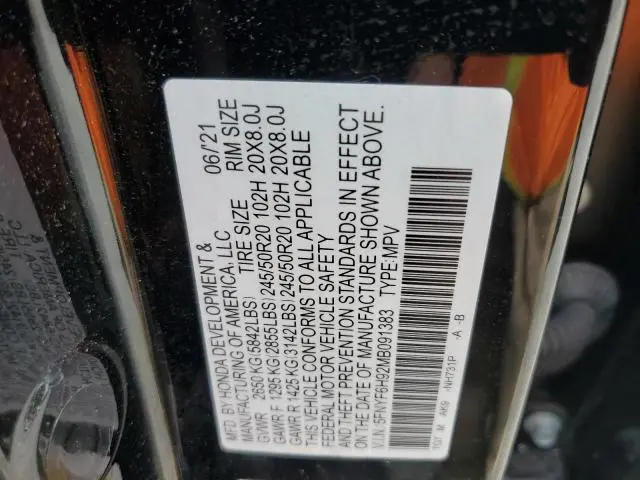 MFD. BY HONDA DEVELOPMENT & 06/'21
MANUFACTURING OF AMERICA, LLC
TIRE SIZE RIM SIZE
GVWR 2650 KG(5842LBS)
GAWR F 1295 KG(2855LBS) 245/50R20 102H 20X8.0J
GAWR R 1425 KG(3142LBS) 245/50R20 102H 20X8.0J
THIS VEHICLE CONFORMS TO ALL APPLICABLE
FEDERAL MOTOR VEHICLE SAFETY
AND THEFT PREVENTION STANDARDS IN EFFECT
ON THE DATE OF MANUFACTURE SHOWN ABOVE.
V.I.N.: 5FNYF6H92MB091383 TYPE:MPV
AK9 NH731P -A -B